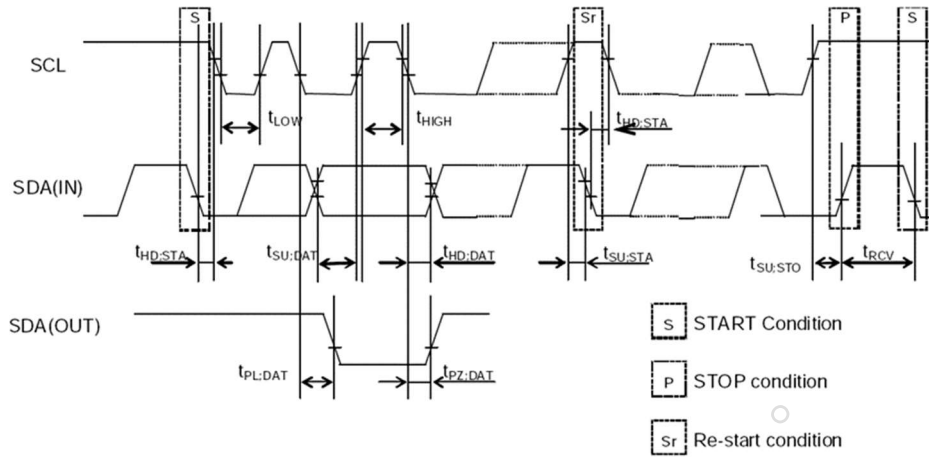 S Sr P S
SCL
tLOW tHIGH tHD;STA
SDA(IN)
tHD;STA tSU;DAT tHD;DAT tSU;STA tSU;STO tRCV
SDA(OUT)
S START Condition
tPL;DAT tPZ;DAT
P STOP condition
Sr Re-start condition